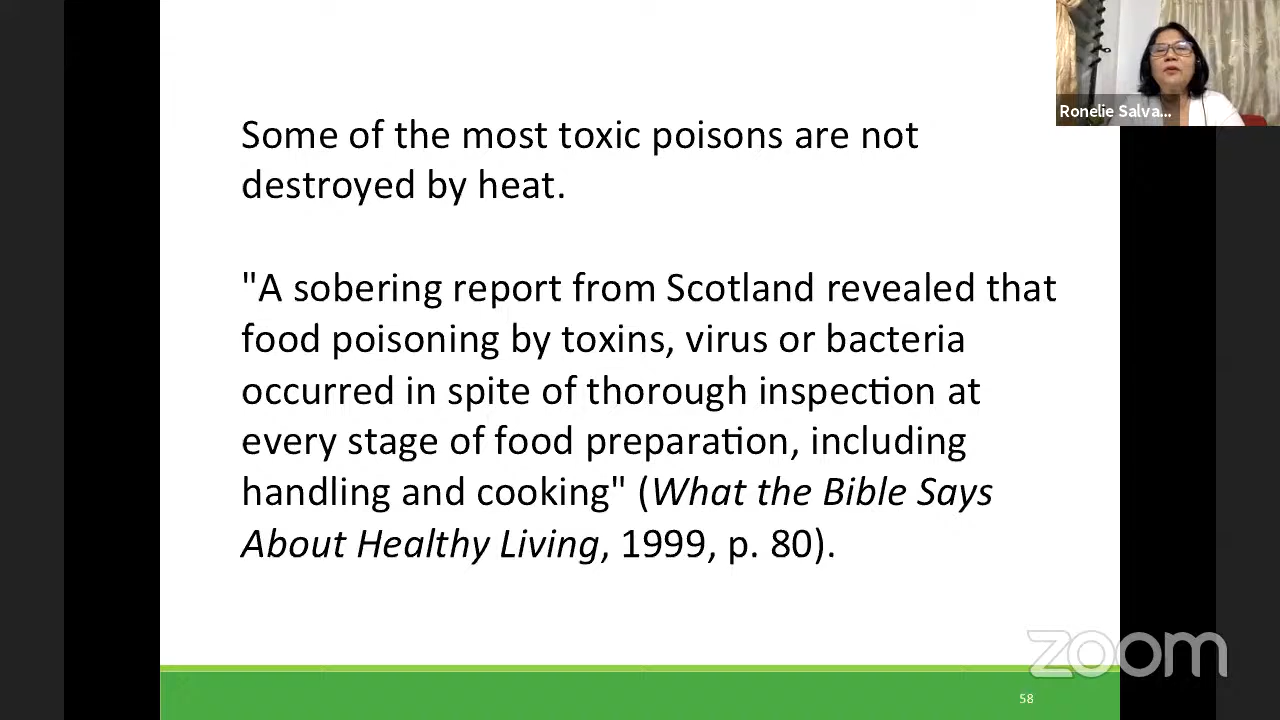 Ronelie Salva...
Some of the most toxic poisons are not
destroyed by heat.
"A sobering report from Scotland revealed that
food poisoning by toxins, virus or bacteria
occurred in spite of thorough inspection at
every stage of food preparation, including
handling and cooking" (What the Bible Says
About Healthy Living, 1999, p. 80).
zoom
58